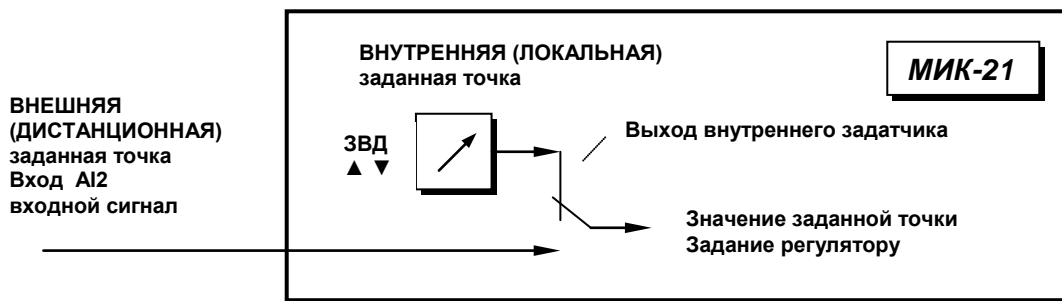 ВНУТРЕННЯЯ (ЛОКАЛЬНАЯ)
заданная точка
МИК-21
ВНЕШНЯЯ
(ДИСТАНЦИОННАЯ)
заданная точка
Вход AI2
входной сигнал
ЗВД
▲ ▼
Выход внутреннего задатчика
Значение заданной точки
Задание регулятору